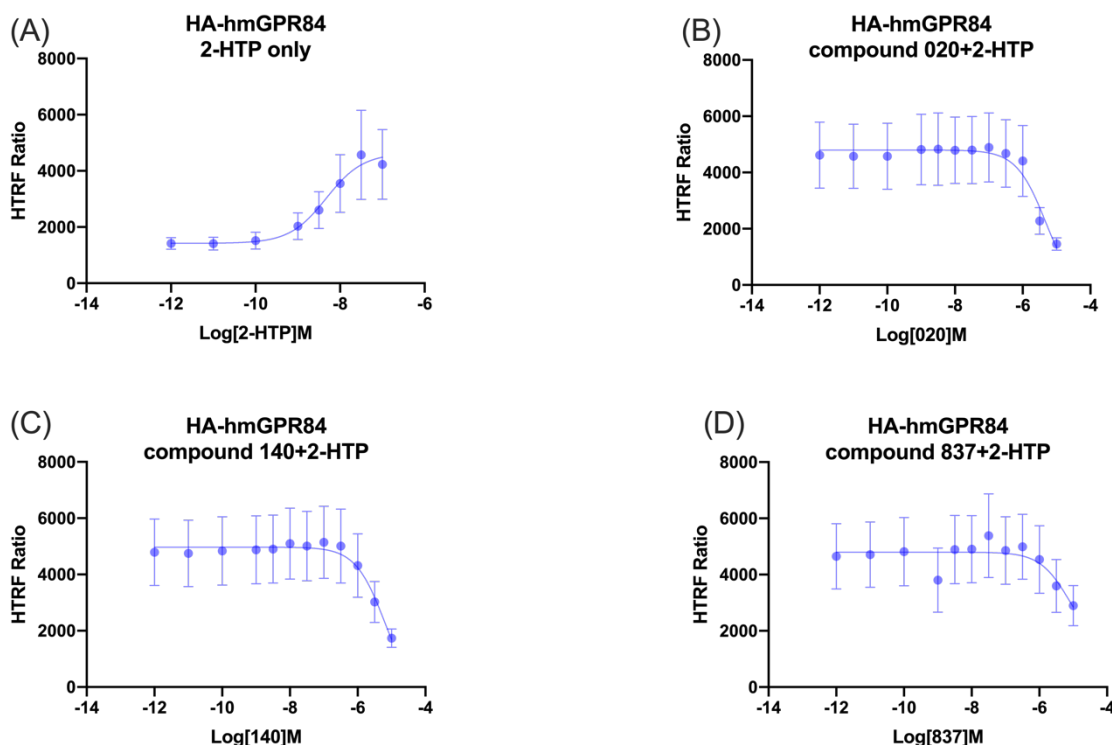 (A)
HA-hmGPR84
2-HTP only
8000
6000
4000
2000
0
HTRF Ratio
-14
-12
-10
-8
-6
Log[2-HTP]M
(B)
HA-hmGPR84
compound 020+2-HTP
8000
6000
4000
2000
0
HTRF Ratio
-14
-12
-10
-8
-6
-4
Log[020]M
(C)
HA-hmGPR84
compound 140+2-HTP
8000
6000
4000
2000
0
HTRF Ratio
-14
-12
-10
-8
-6
-4
Log[140]M
(D)
HA-hmGPR84
compound 837+2-HTP
8000
6000
4000
2000
0
HTRF Ratio
-14
-12
-10
-8
-6
-4
Log[837]M